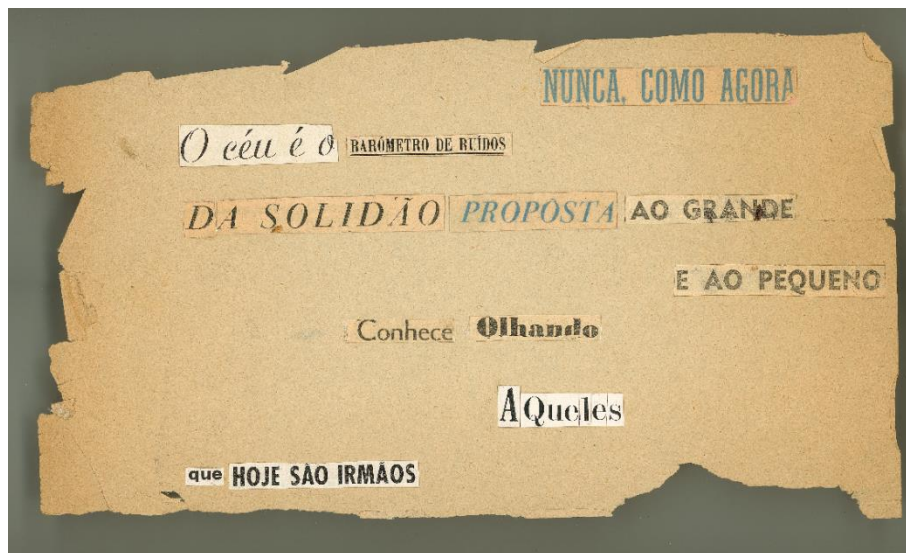 NUNCA, COMO AGORA
O céu é o BARÓMETRO DE RUÍDOS
DA SOLIDÃO PROPOSTA AO GRANDE
E AO PEQUENO
Conhece Olhando
AQueles
que HOJE SÃO IRMÃOS